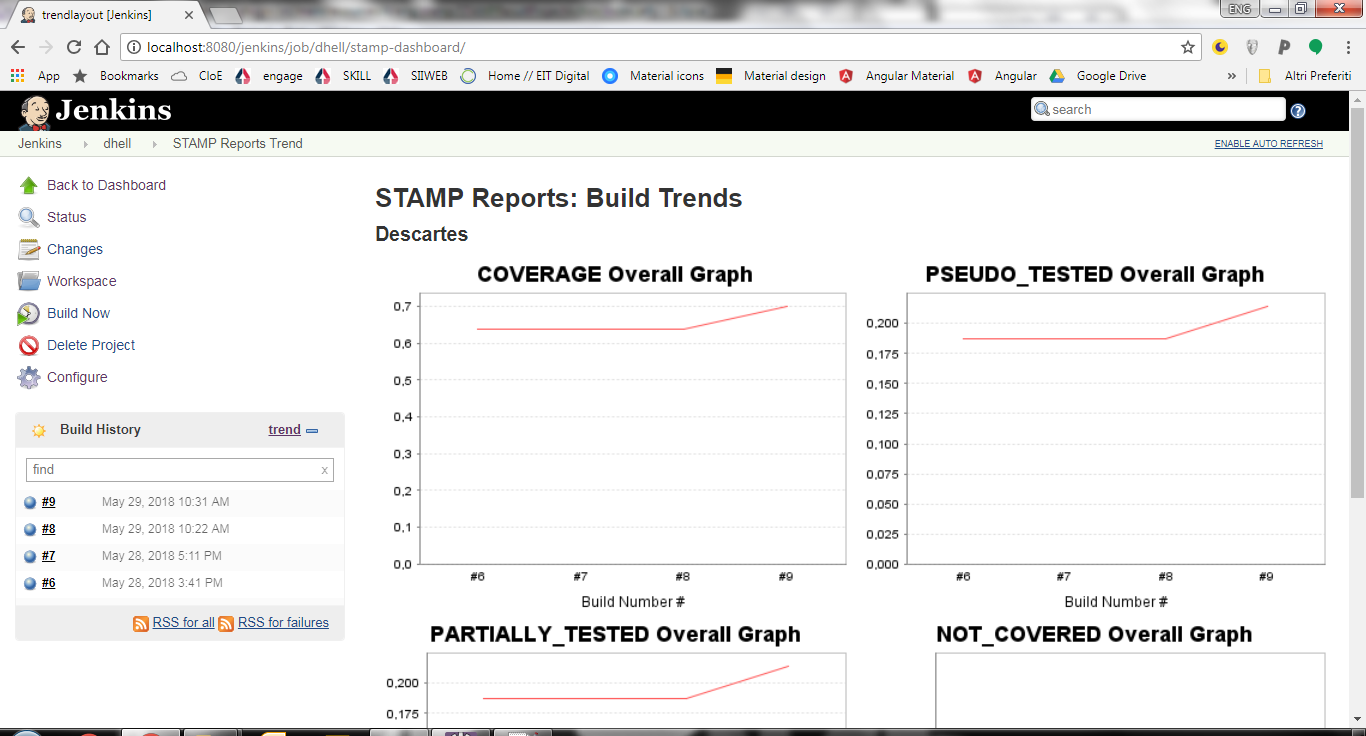 trendlayout [Jenkins]
ENG
localhost:8080/jenkins/job/dhell/stamp-dashboard/
App Bookmarks CloE engage SKILL SIIWEB Home // EIT Digital Material icons Material design Angular Material Angular Google Drive » Altri Preferiti
Jenkins
search
?
Jenkins dhell STAMP Reports Trend
ENABLE AUTO REFRESH
Back to Dashboard
Status
Changes
Workspace
Build Now
Delete Project
Configure
Build History trend
find x
#9 May 29, 2018 10:31 AM
#8 May 29, 2018 10:22 AM
#7 May 28, 2018 5:11 PM
#6 May 28, 2018 3:41 PM
RSS for all RSS for failures
STAMP Reports: Build Trends
Descartes
COVERAGE Overall Graph
0,7
0,6
0,5
0,4
0,3
0,2
0,1
0,0
#6 #7 #8 #9
Build Number #
PSEUDO_TESTED Overall Graph
0,200
0,175
0,150
0,125
0,100
0,075
0,050
0,025
0,000
#6 #7 #8 #9
Build Number #
PARTIALLY_TESTED Overall Graph
0,200
0,175
NOT_COVERED Overall Graph